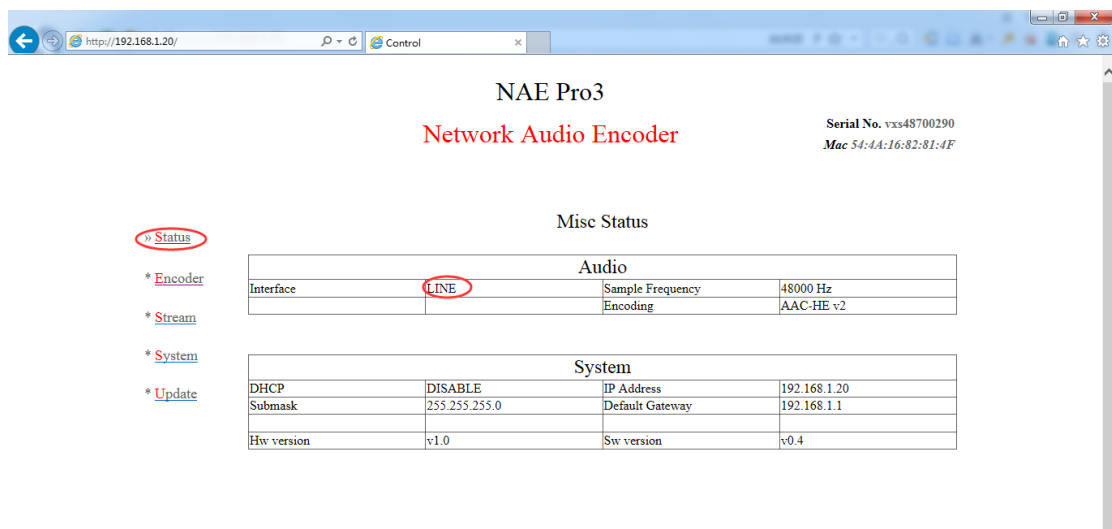 http://192.168.1.20/
Control
NAE Pro3
Network Audio Encoder
Serial No. vxs48700290
Mac 54:4A:16:82:81:4F
» Status
* Encoder
* Stream
* System
* Update
Misc Status
Audio
Interface LINE Sample Frequency 48000 Hz
Encoding AAC-HE v2
System
DHCP DISABLE IP Address 192.168.1.20
Submask 255.255.255.0 Default Gateway 192.168.1.1
Hw version v1.0 Sw version v0.4